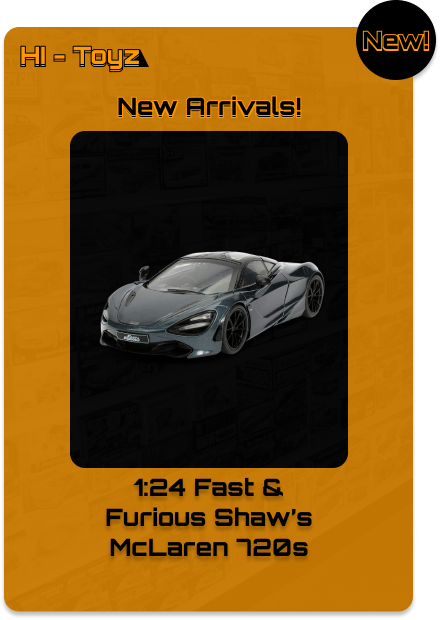 HI - Toyz
New!
New Arrivals!
1:24 Fast &
Furious Shaw's
McLaren 720s